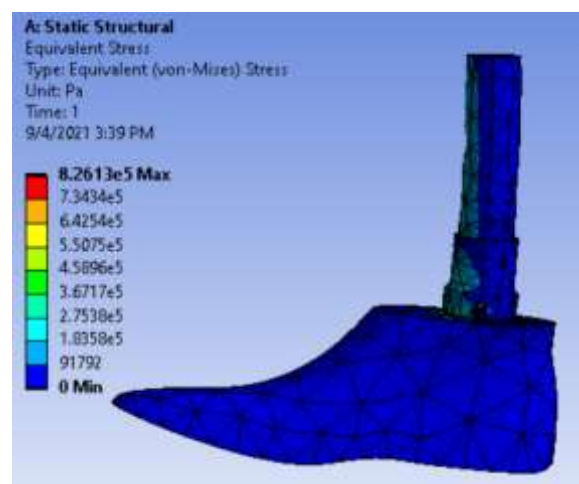 A: Static Structural
Equivalent Stress
Type: Equivalent (von-Mises) Stress
Unit: Pa
Time: 1
9/4/2021 3:39 PM
8.2613e5 Max
7.3434e5
6.4254e5
5.5075e5
4.5896e5
3.6717e5
2.7538e5
1.8358e5
91792
0 Min